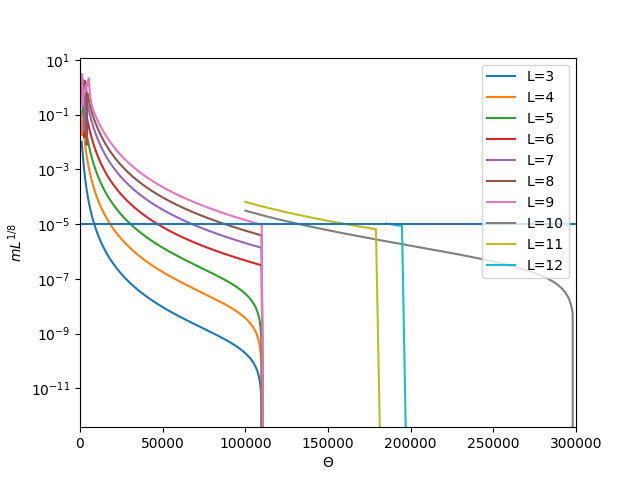 10^1
10^{-1}
10^{-3}
10^{-5}
10^{-7}
10^{-9}
10^{-11}
mL^{1/8}
0
50000
100000
150000
200000
250000
300000
Θ
L=3
L=4
L=5
L=6
L=7
L=8
L=9
L=10
L=11
L=12